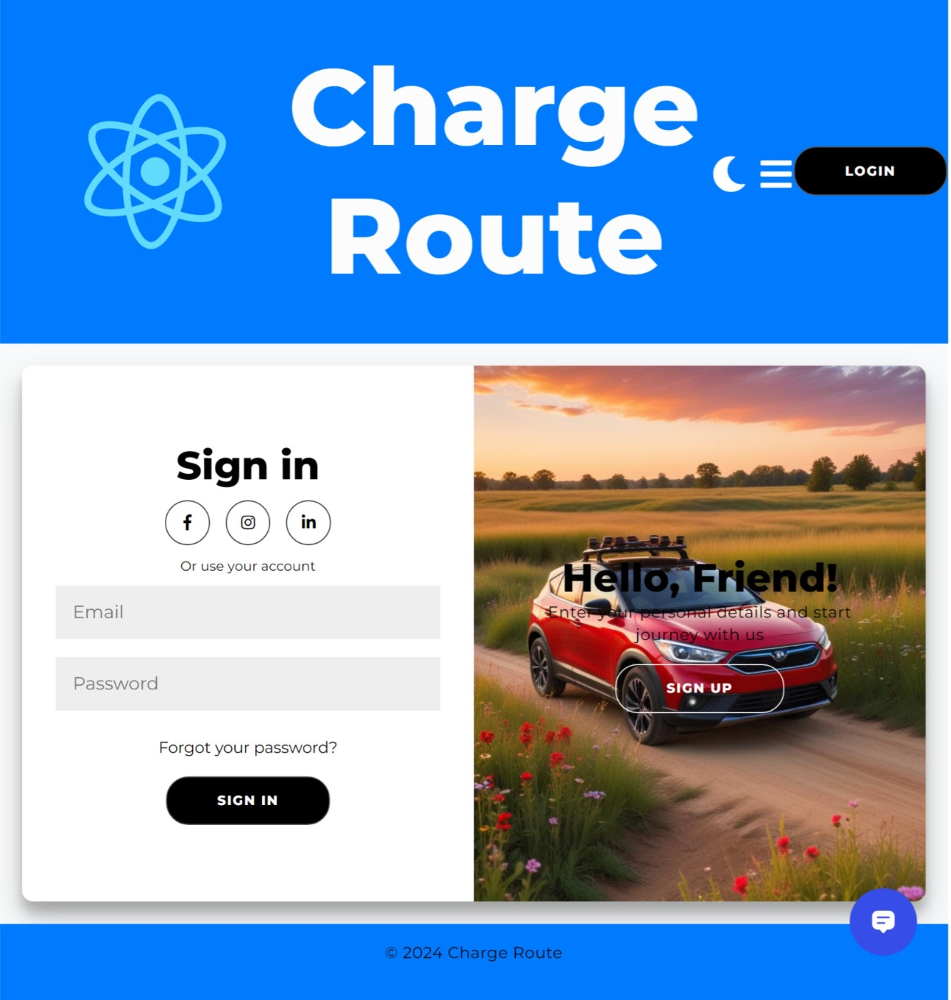 Charge
Route
LOGIN
Sign in
Or use your account
Email
Password
Forgot your password?
SIGN IN
Hello, Friend!
Enter your personal details and start
journey with us
SIGN UP
© 2024 Charge Route